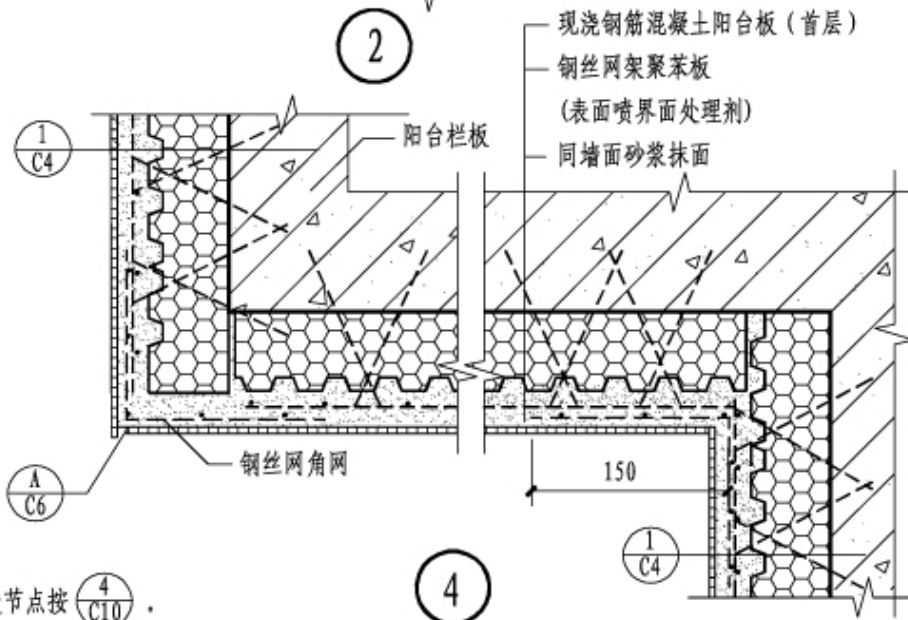 2
现浇钢筋混凝土阳台板（首层）
钢丝网架聚苯板
(表面喷界面处理剂)
同墙面砂浆抹面
阳台栏板
1
C4
钢丝网角网
A
C6
150
1
C4
4
节点按 4
C10 .